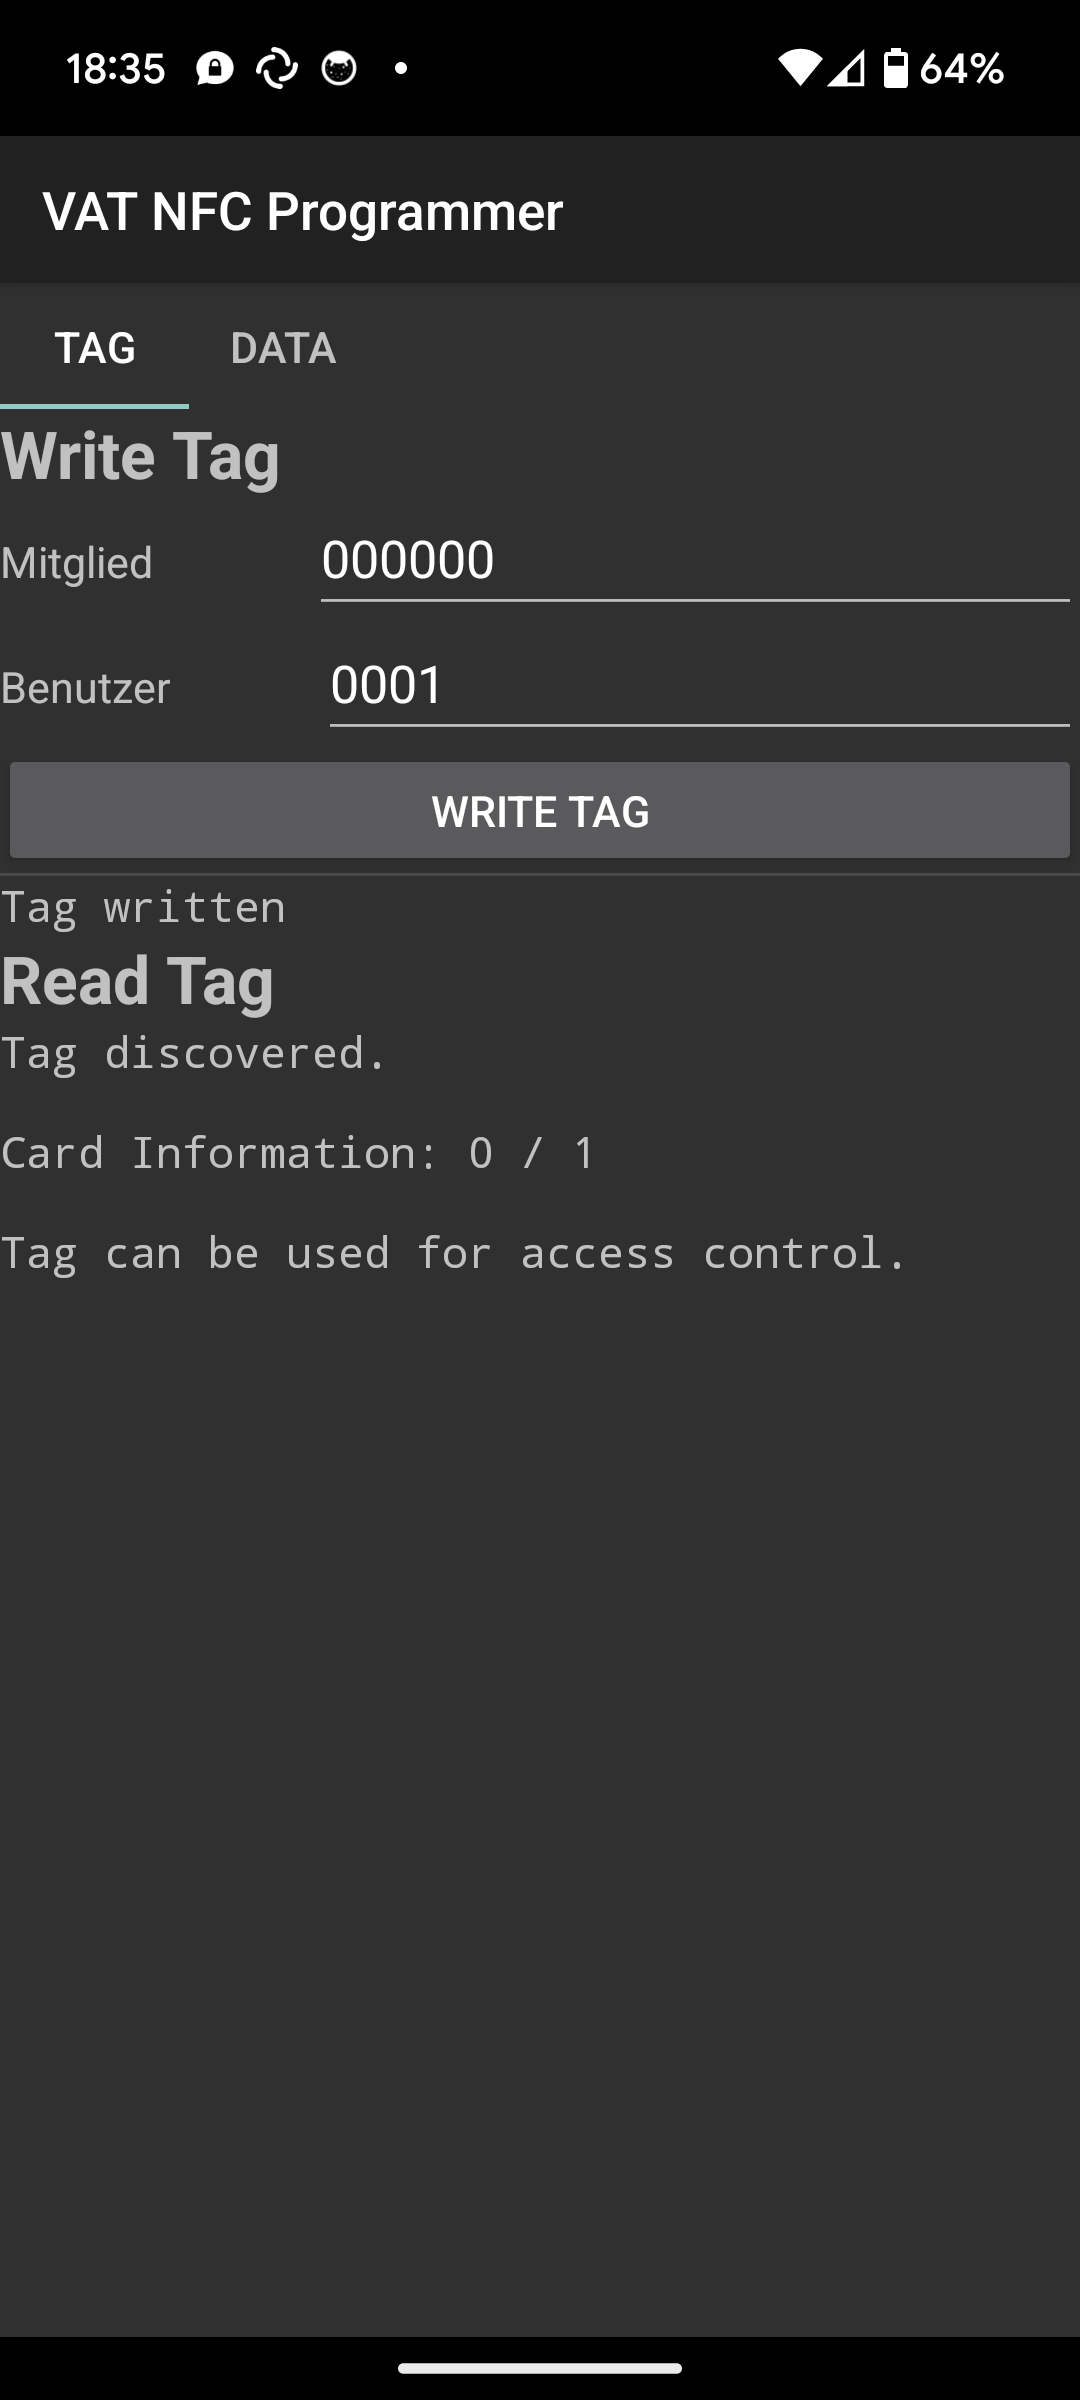 18:35 64%
VAT NFC Programmer
TAG DATA
Write Tag
Mitglied 000000
Benutzer 0001
WRITE TAG
Tag written
Read Tag
Tag discovered.
Card Information: 0 / 1
Tag can be used for access control.